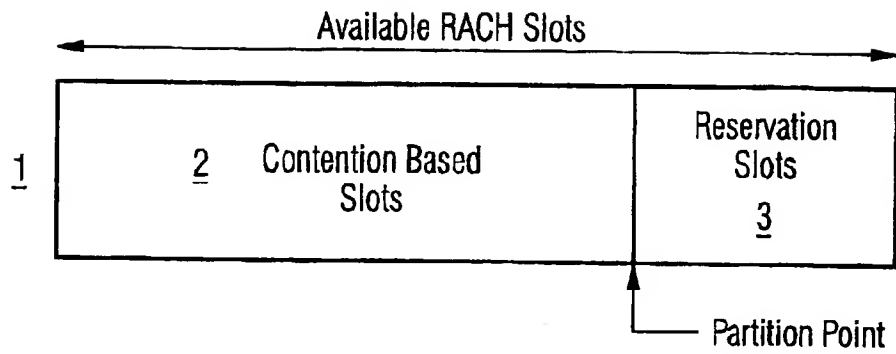 Available RACH Slots
1
2
Contention Based
Slots
Reservation
Slots
3
Partition Point